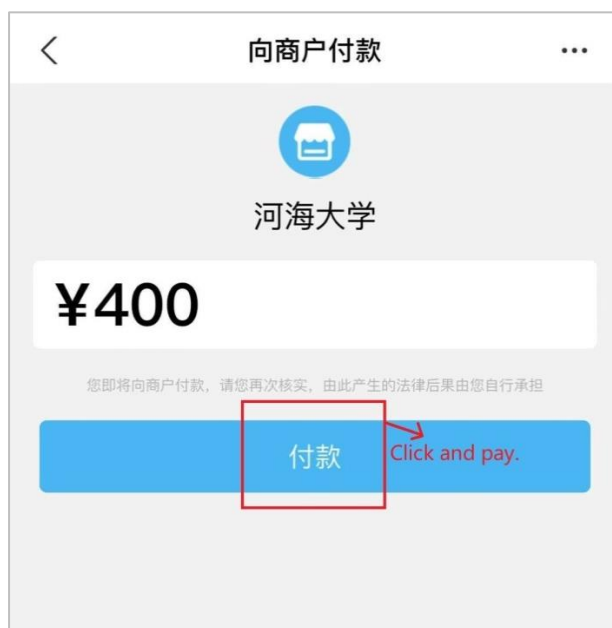 向商户付款
河海大学
¥400
您即将向商户付款，请您再次核实，由此产生的法律后果由您自行承担
付款
Click and pay.